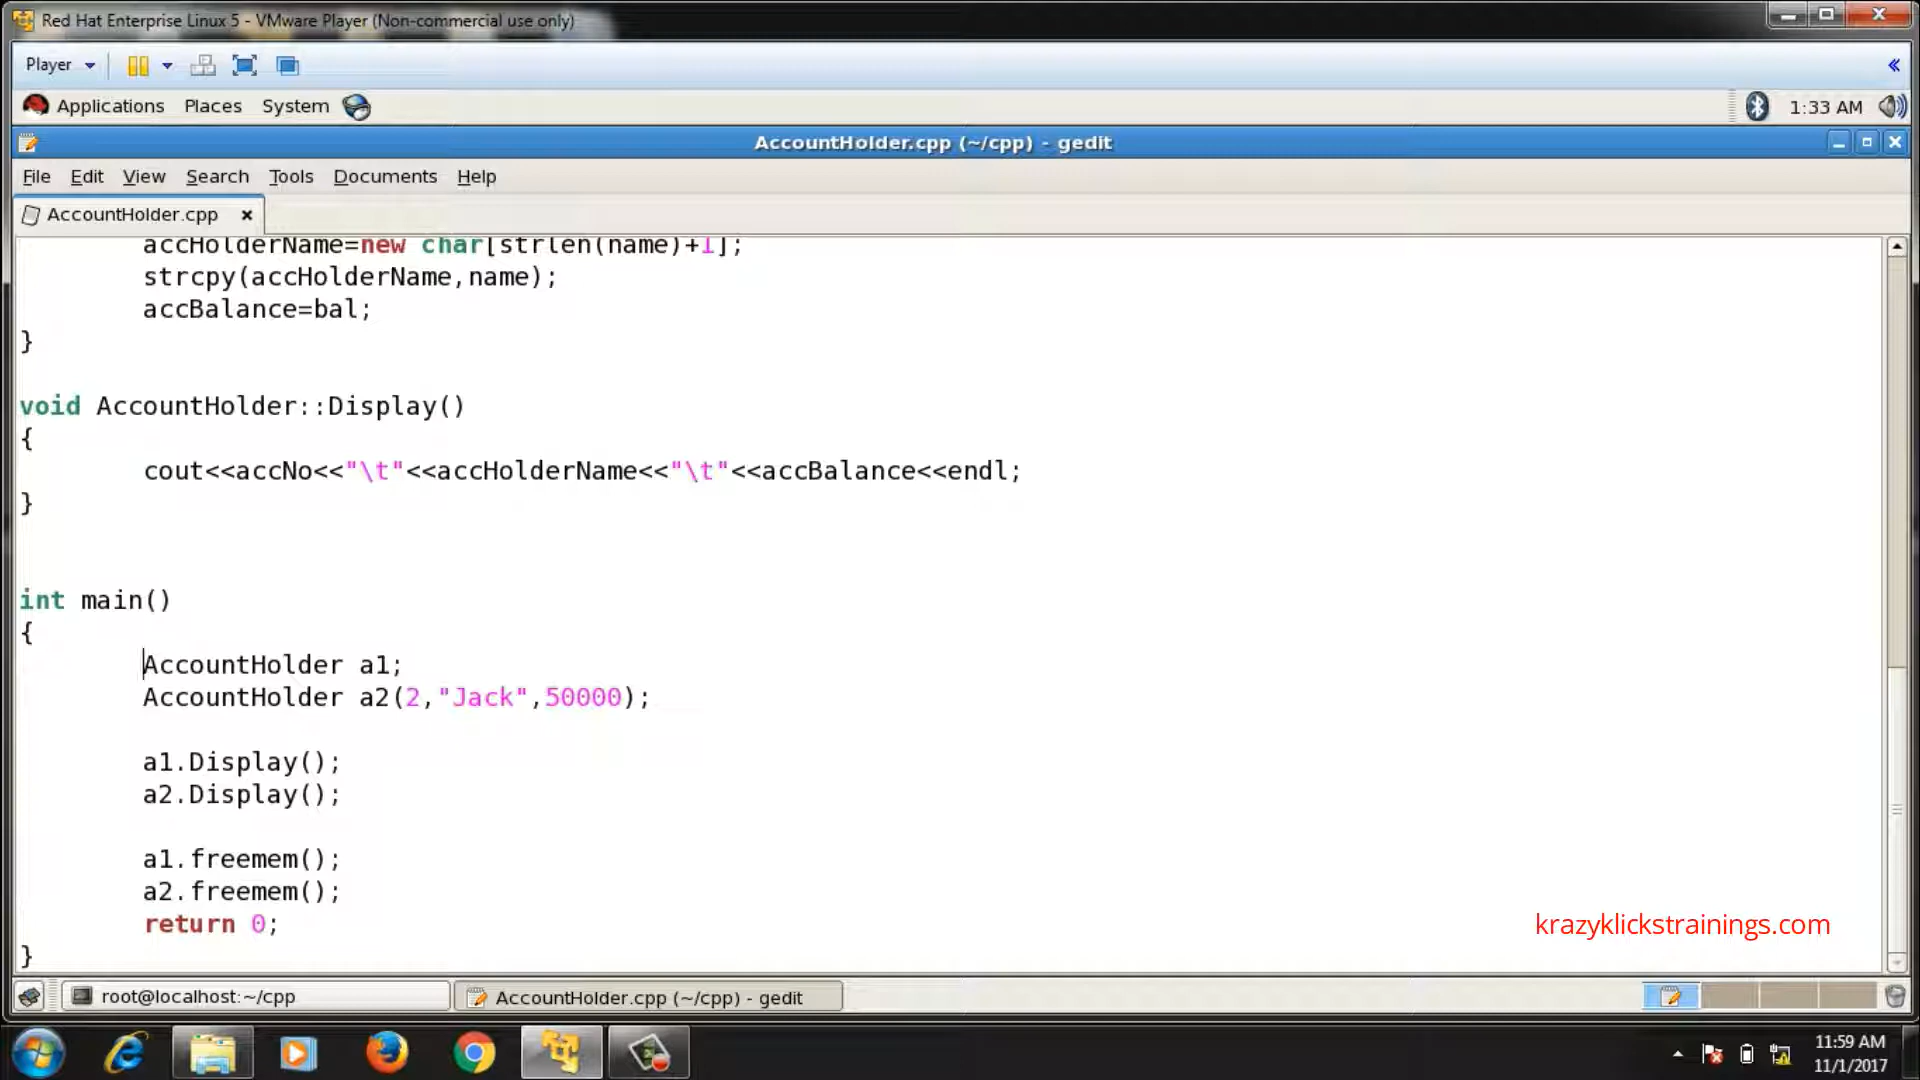 Red Hat Enterprise Linux 5 - VMware Player (Non-commercial use only)
Player
Applications Places System 1:33 AM
AccountHolder.cpp (~/cpp) - gedit
File Edit View Search Tools Documents Help
AccountHolder.cpp
accHolderName=new char[strlen(name)+1];
strcpy(accHolderName,name);
accBalance=bal;
}
void AccountHolder::Display()
{
cout<<accNo<<"\t"<<accHolderName<<"\t"<<accBalance<<endl;
}
int main()
{
AccountHolder a1;
AccountHolder a2(2,"Jack",50000);
a1.Display();
a2.Display();
a1.freemem();
a2.freemem();
return 0;
}
krazyklickstrainings.com
root@localhost:~/cpp AccountHolder.cpp (~/cpp) - gedit
11:59 AM
11/1/2017